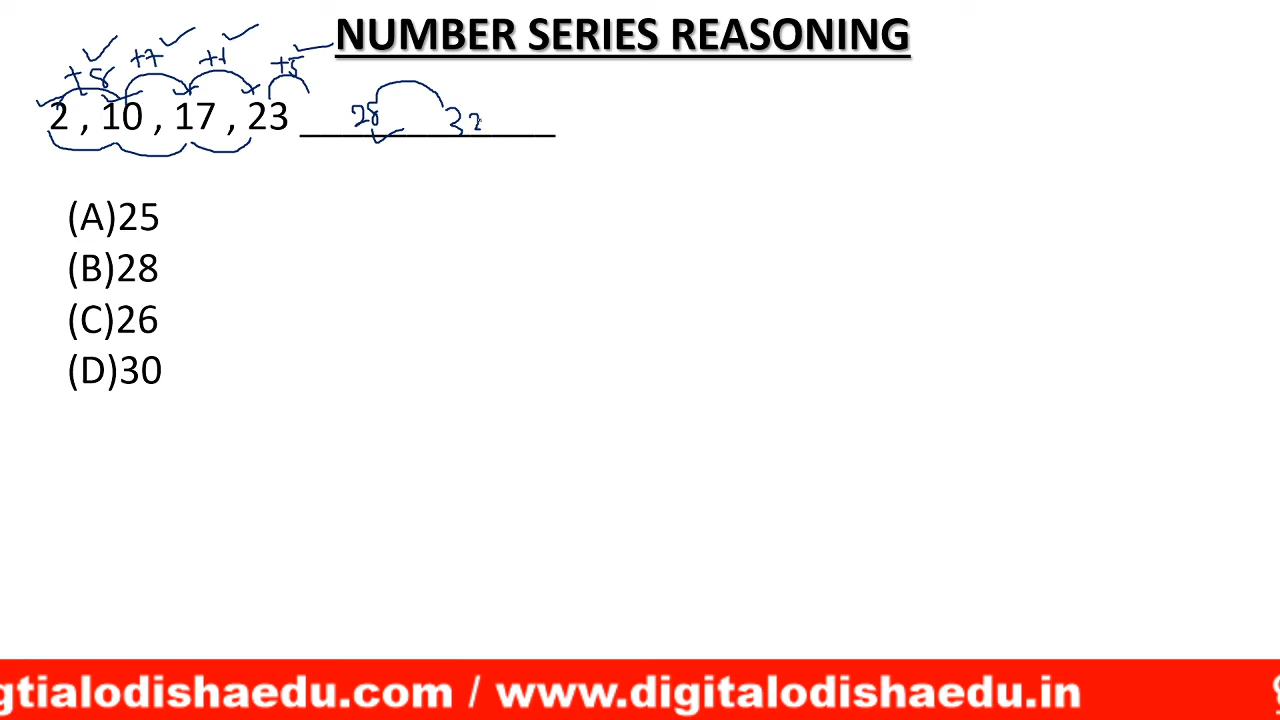 NUMBER SERIES REASONING
+8 +7 +5
2 , 10 , 17 , 23 ____________ 28 32
(A)25
(B)28
(C)26
(D)30
gtialodishaedu.com / www.digitalodishaedu.in